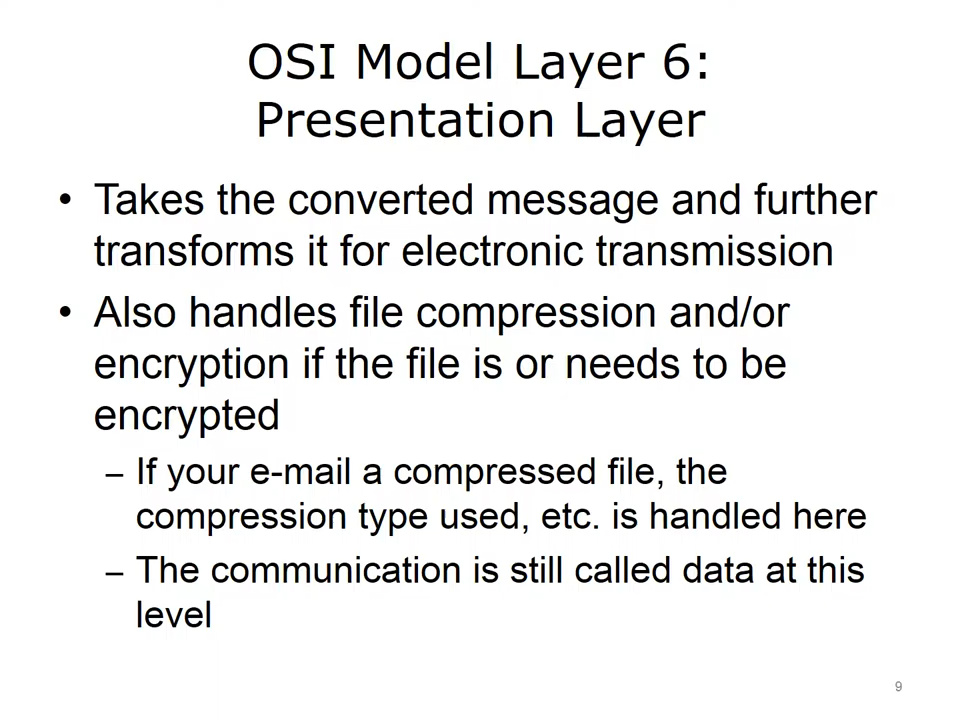 OSI Model Layer 6:
Presentation Layer
• Takes the converted message and further
transforms it for electronic transmission
• Also handles file compression and/or
encryption if the file is or needs to be
encrypted
– If your e-mail a compressed file, the
compression type used, etc. is handled here
– The communication is still called data at this
level
9